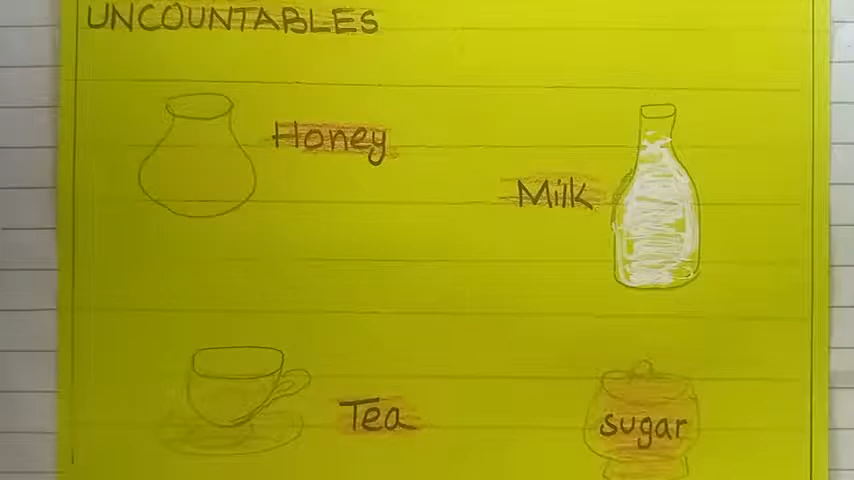 UNCOUNTABLES
Honey
Milk
Tea
sugar